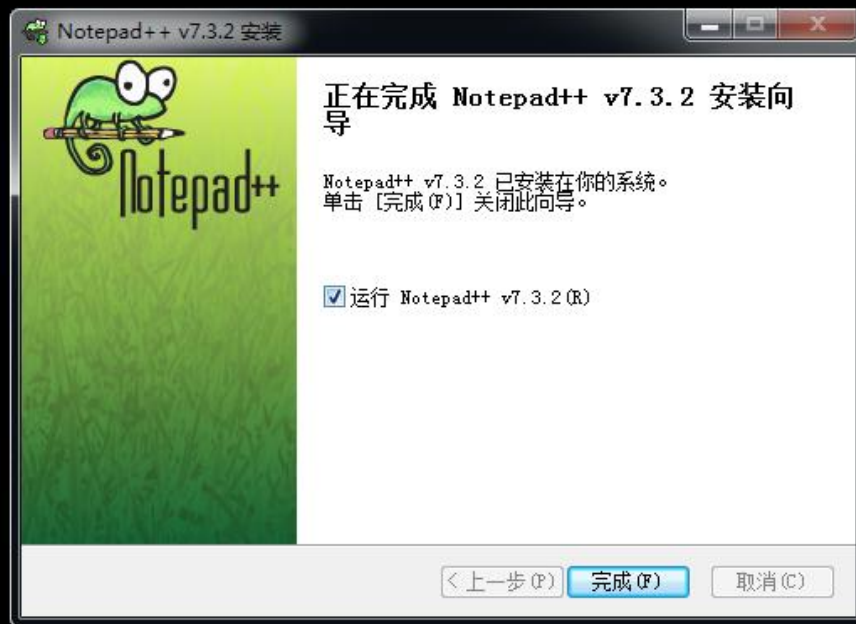 Notepad++ v7.3.2 安装
Notepad++
正在完成 Notepad++ v7.3.2 安装向
导
Notepad++ v7.3.2 已安装在你的系统。
单击 [完成(F)] 关闭此向导。
运行 Notepad++ v7.3.2(R)
< 上一步(P) 完成(F) 取消(C)